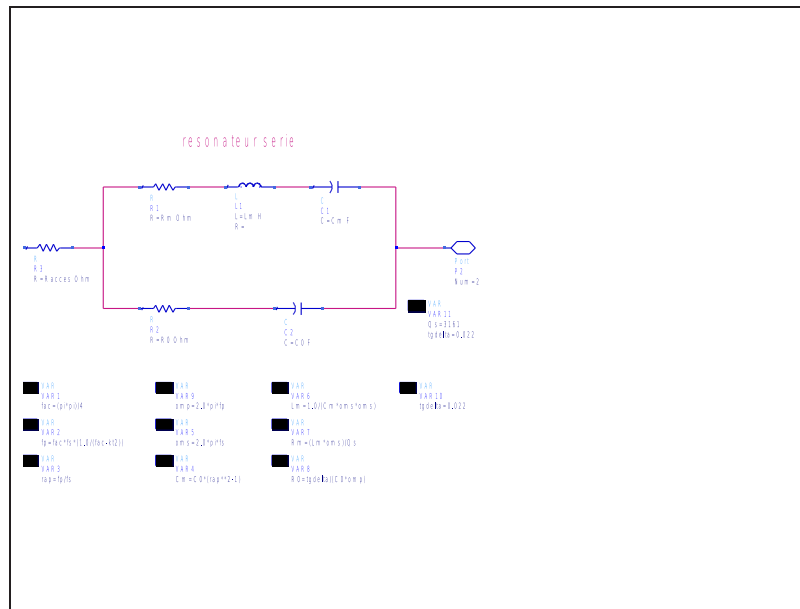 resonateur serie
R
R1
R=Rm Ohm
L
L1
L=Lm H
R=
C
C1
C=Cm F
R
R3
R=Racces Ohm
Port
P2
Num=2
R
R2
R=R0 Ohm
C
C2
C=C0 F
VAR
VAR11
Qs=1161
tgdelta=0.022
VAR
VAR1
fac=(pi*pi)/4
VAR
VAR9
omp=2.0*pi*fp
VAR
VAR6
Lm=1.0/(Cm*oms*oms)
VAR
VAR10
tgdelta=0.022
VAR
VAR2
fp=fac*fs*(1.0/(fac-kt2))
VAR
VAR5
oms=2.0*pi*fs
VAR
VAR7
Rm=(Lm*oms)/Qs
VAR
VAR3
rap=fp/fs
VAR
VAR4
Cm=C0*(rap**2-1)
VAR
VAR8
R0=tgdelta/(C0*omp)